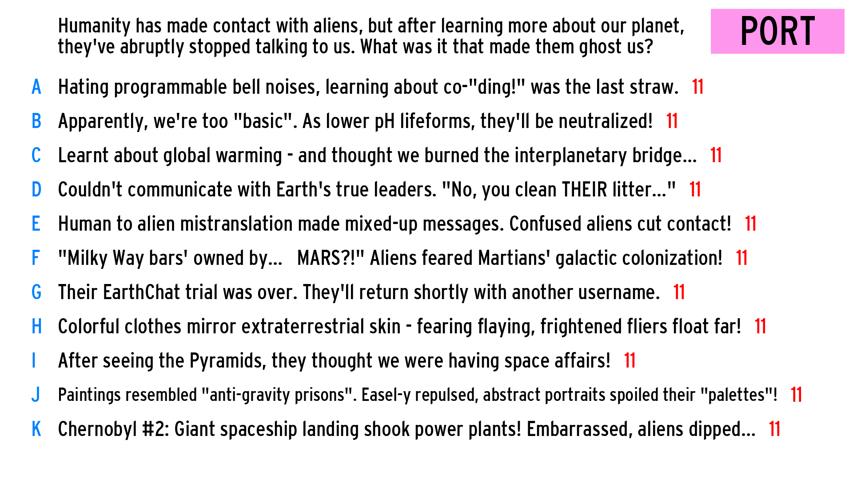 Humanity has made contact with aliens, but after learning more about our planet,
they've abruptly stopped talking to us. What was it that made them ghost us?
PORT
A Hating programmable bell noises, learning about co-"ding!" was the last straw. 11
B Apparently, we're too "basic". As lower pH lifeforms, they'll be neutralized! 11
C Learnt about global warming - and thought we burned the interplanetary bridge... 11
D Couldn't communicate with Earth's true leaders. "No, you clean THEIR litter..." 11
E Human to alien mistranslation made mixed-up messages. Confused aliens cut contact! 11
F "Milky Way bars' owned by... MARS?!" Aliens feared Martians' galactic colonization! 11
G Their EarthChat trial was over. They'll return shortly with another username. 11
H Colorful clothes mirror extraterrestrial skin - fearing flaying, frightened fliers float far! 11
I After seeing the Pyramids, they thought we were having space affairs! 11
J Paintings resembled "anti-gravity prisons". Easel-y repulsed, abstract portraits spoiled their "palettes"! 11
K Chernobyl #2: Giant spaceship landing shook power plants! Embarrassed, aliens dipped... 11